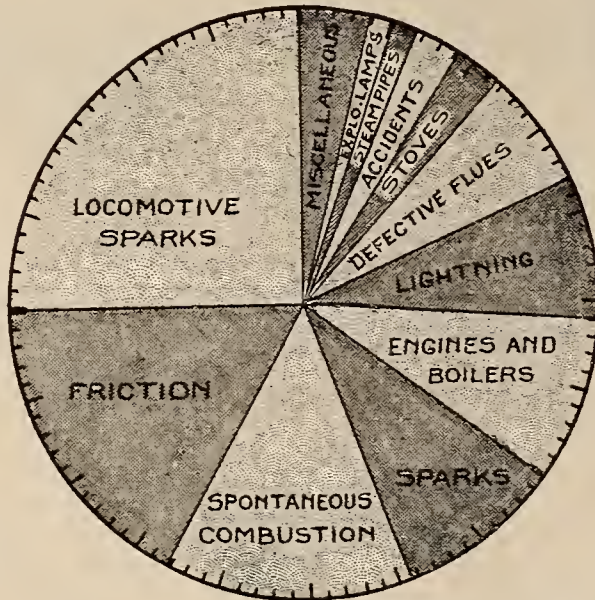 MISCELLANEOUS
EXPLO. LAMPS
STEAM PIPES
ACCIDENTS
STOVES
DEFECTIVE FLUES
LIGHTNING
ENGINES AND
BOILERS
SPARKS
SPONTANEOUS
COMBUSTION
FRICTION
LOCOMOTIVE
SPARKS